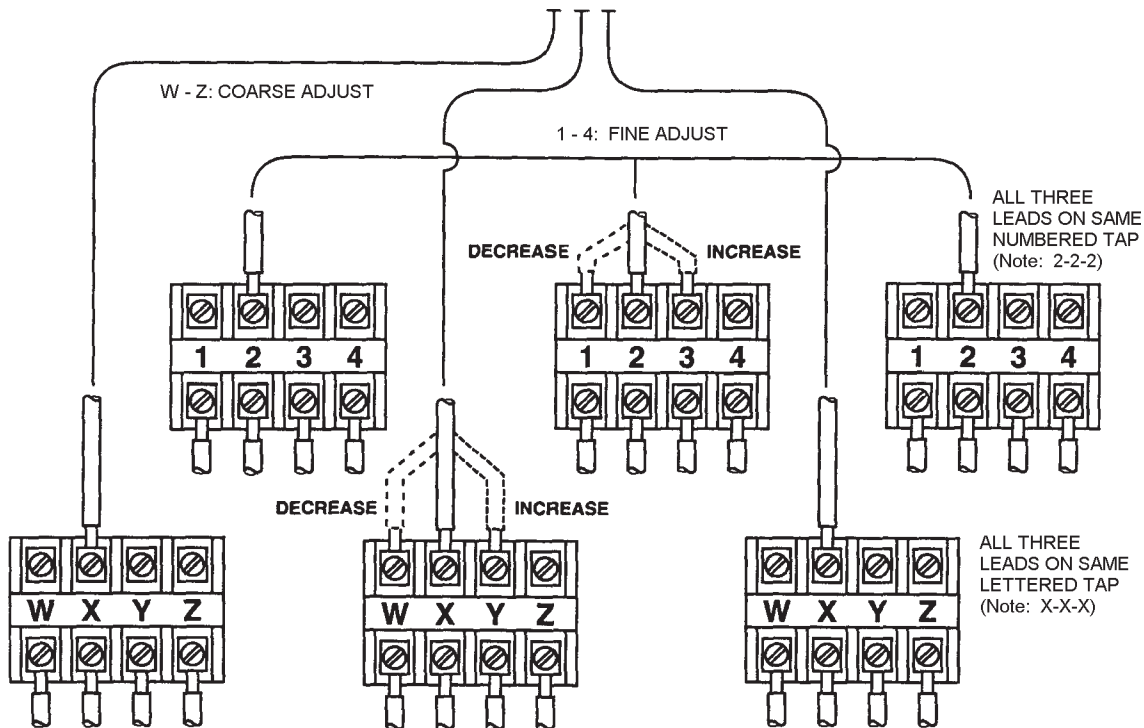 W - Z: COARSE ADJUST
1 - 4: FINE ADJUST
ALL THREE
LEADS ON SAME
NUMBERED TAP
(Note: 2-2-2)
DECREASE
INCREASE
1 2 3 4
1 2 3 4
1 2 3 4
DECREASE
INCREASE
ALL THREE
LEADS ON SAME
LETTERED TAP
(Note: X-X-X)
W X Y Z
W X Y Z
W X Y Z